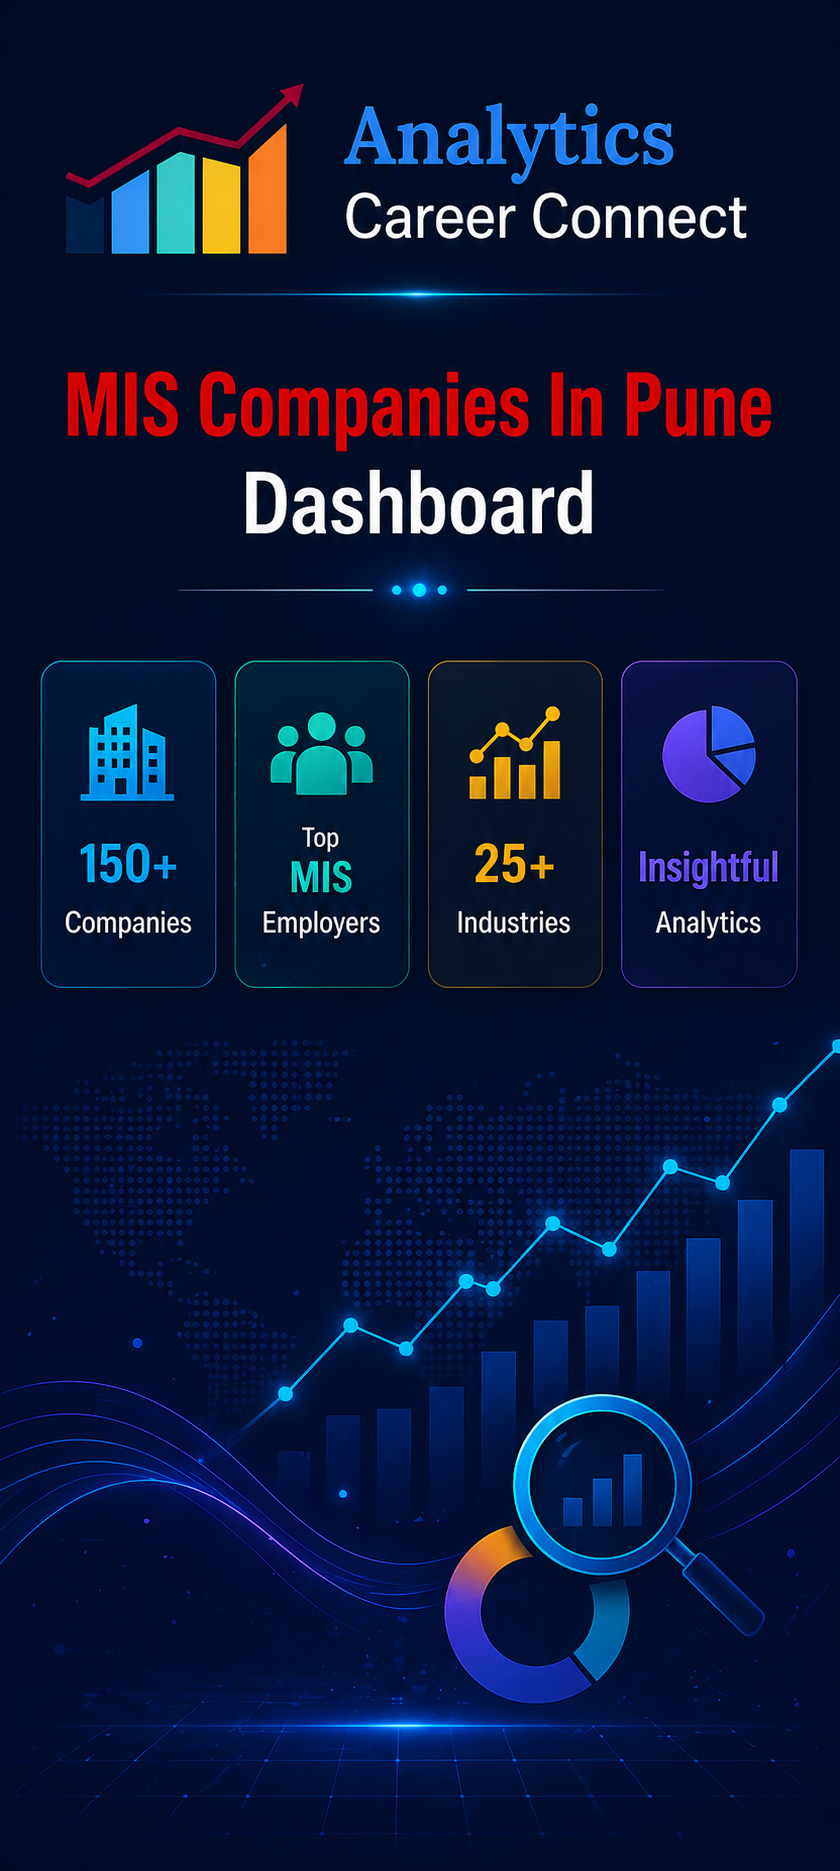 Analytics
Career Connect
MIS Companies In Pune
Dashboard
150+
Companies
Top
MIS
Employers
25+
Industries
Insightful
Analytics